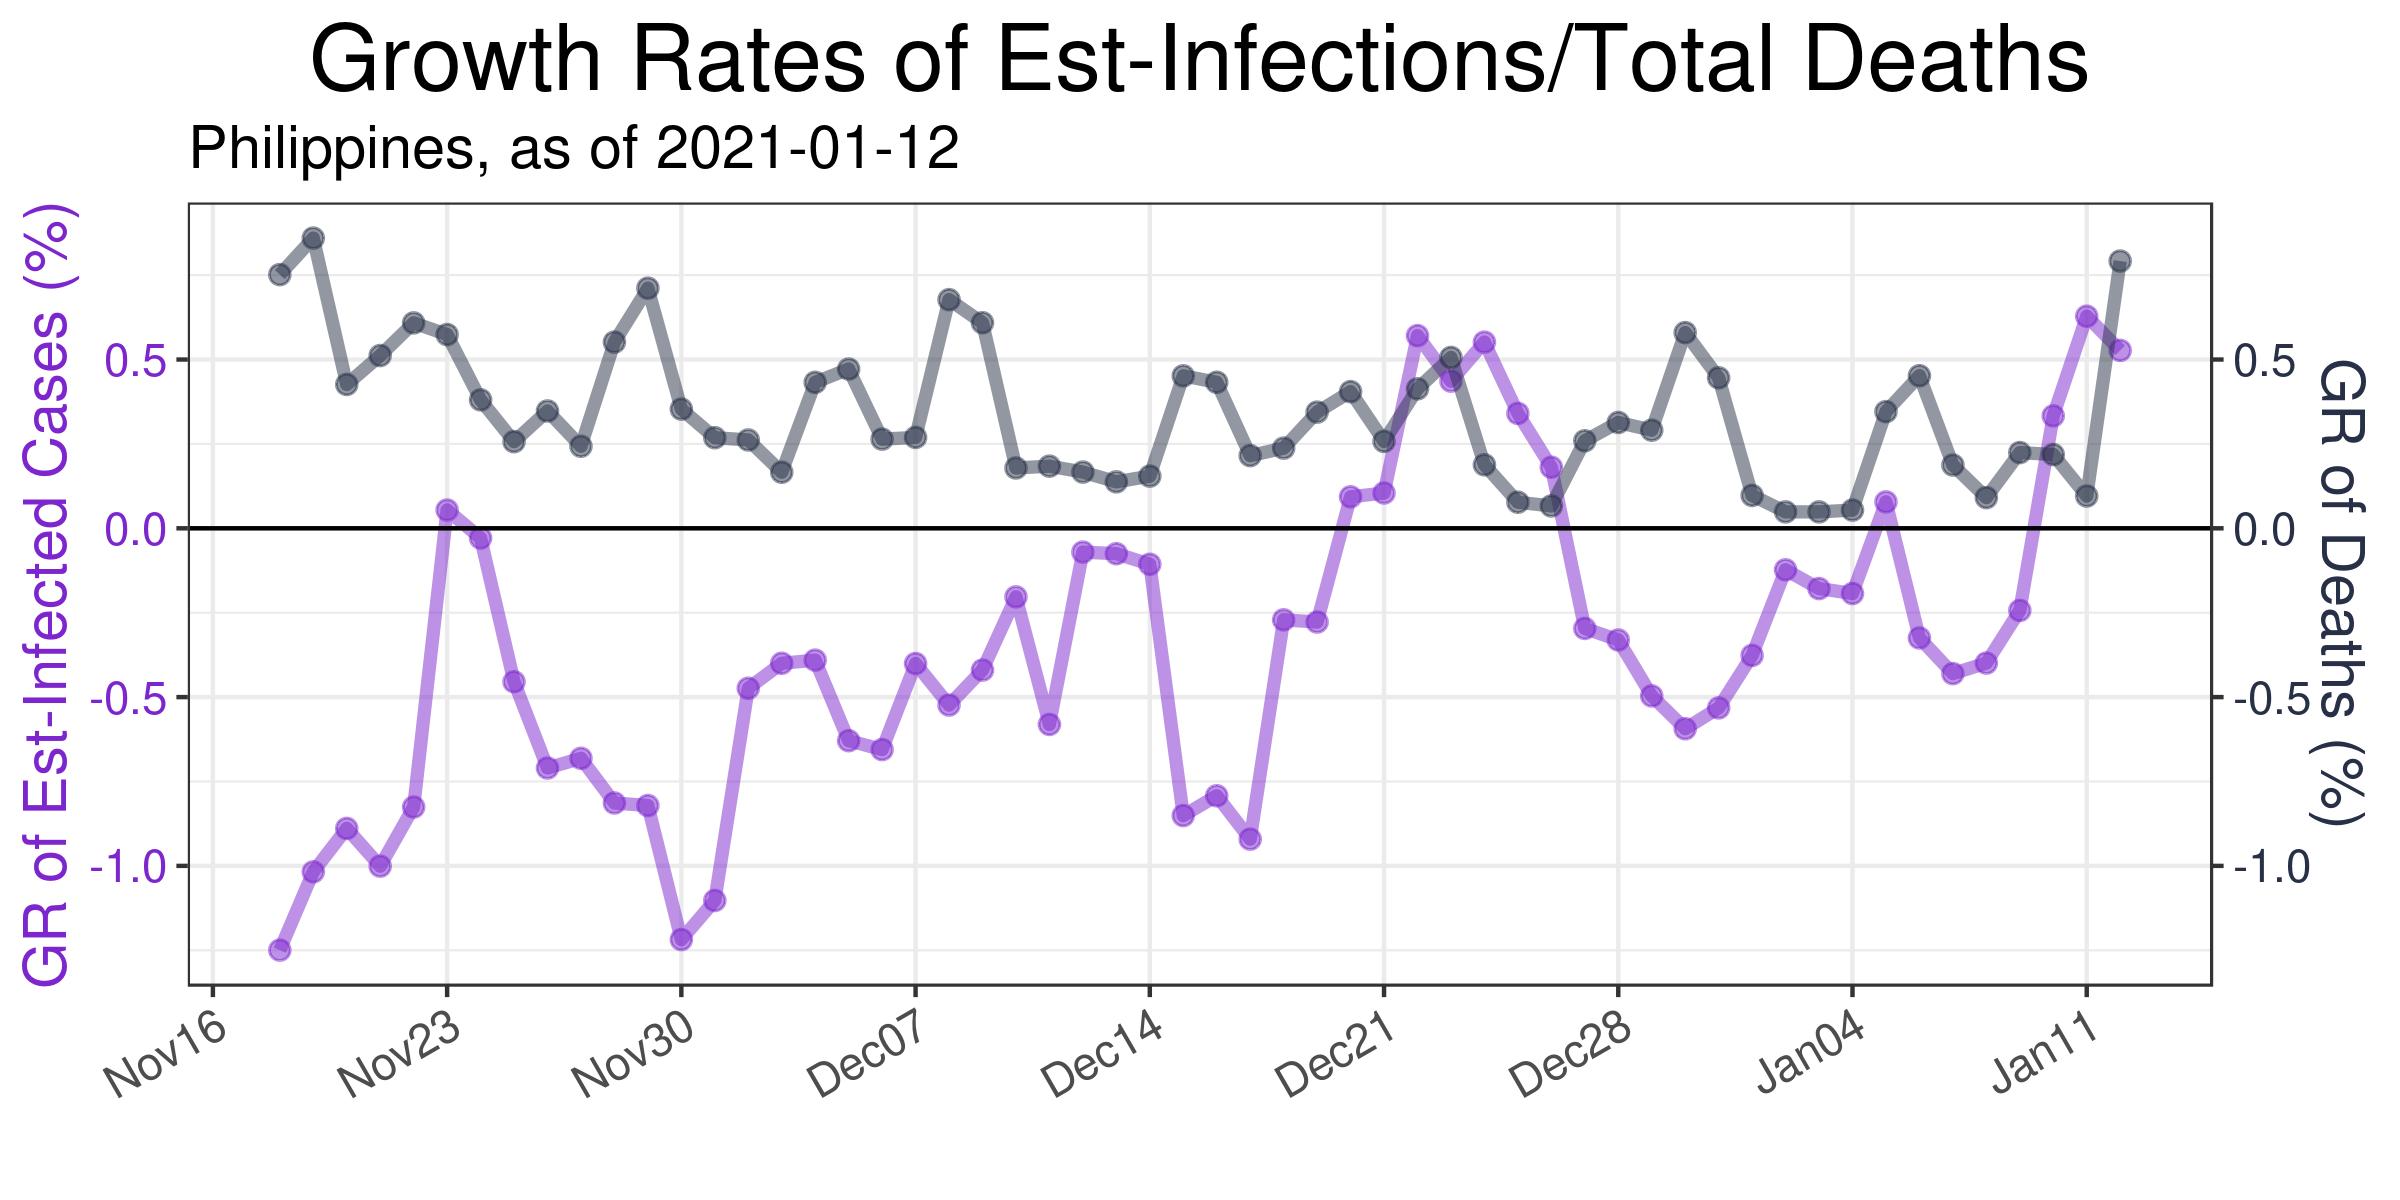 Growth Rates of Est-Infections/Total Deaths
Philippines, as of 2021-01-12
GR of Est-Infected Cases (%)
0.5
0.0
-0.5
-1.0
0.5
0.0
-0.5
-1.0
GR of Deaths (%)
Nov16
Nov23
Nov30
Dec07
Dec14
Dec21
Dec28
Jan04
Jan11